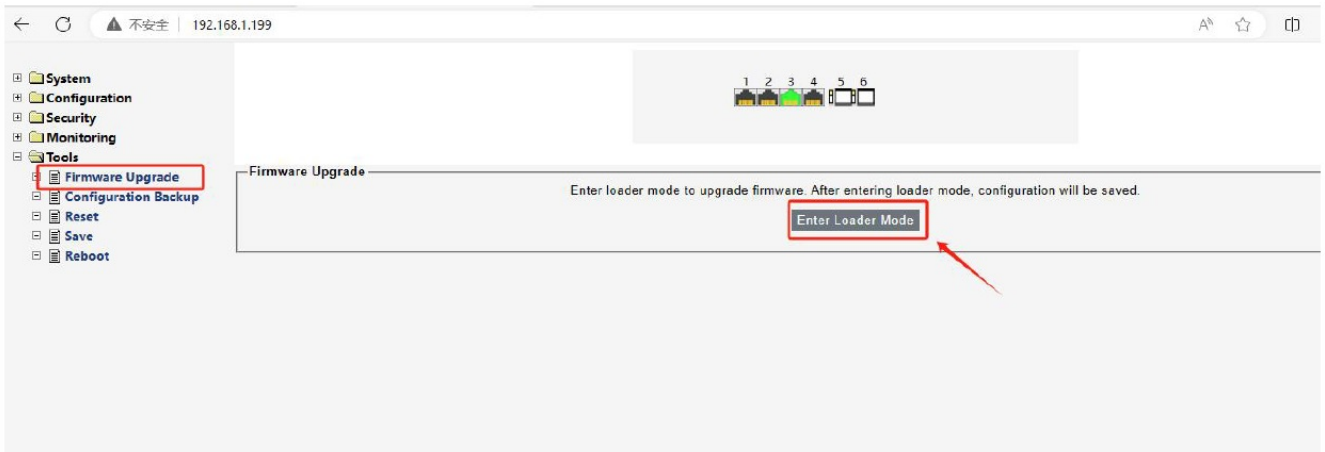 不安全 192.168.1.199
System
Configuration
Security
Monitoring
Tools
Firmware Upgrade
Configuration Backup
Reset
Save
Reboot
1 2 3 4 5 6
Firmware Upgrade
Enter loader mode to upgrade firmware. After entering loader mode, configuration will be saved.
Enter Loader Mode